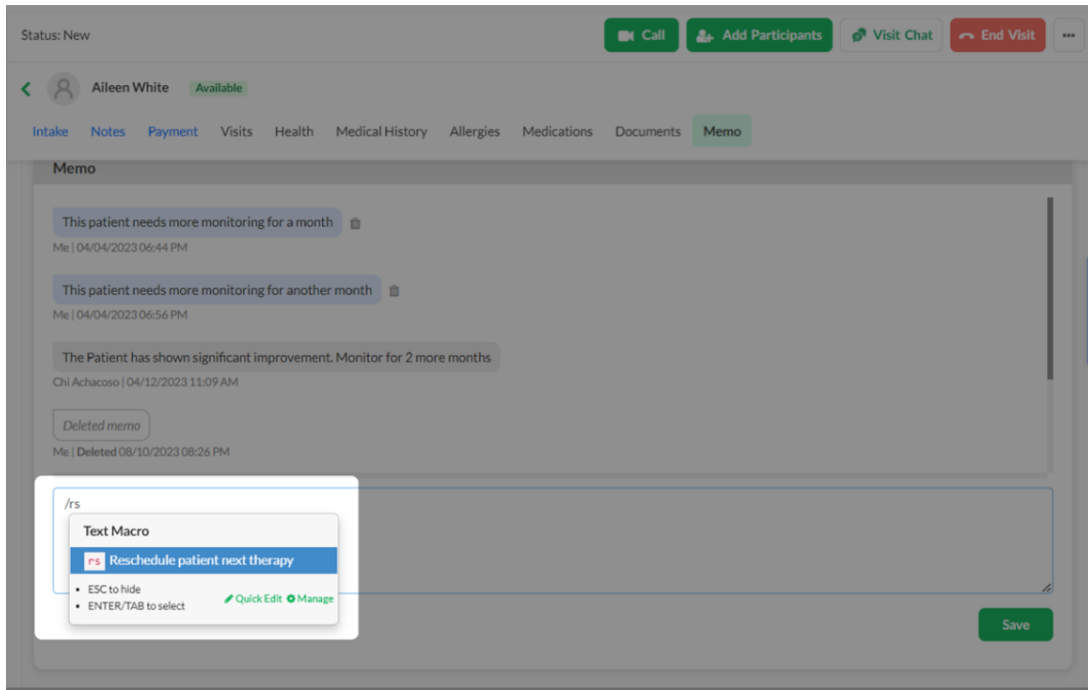 Status: New
Call
Add Participants
Visit Chat
End Visit
Aileen White Available
Intake Notes Payment Visits Health Medical History Allergies Medications Documents Memo
Memo
This patient needs more monitoring for a month
Me | 04/04/2023 06:44 PM
This patient needs more monitoring for another month
Me | 04/04/2023 06:56 PM
The Patient has shown significant improvement. Monitor for 2 more months
Chi Achacoso | 04/12/2023 11:09 AM
Deleted memo
Me | Deleted 08/10/2023 08:26 PM
/rs
Text Macro
rs Reschedule patient next therapy
• ESC to hide
• ENTER/TAB to select
Quick Edit Manage
Save